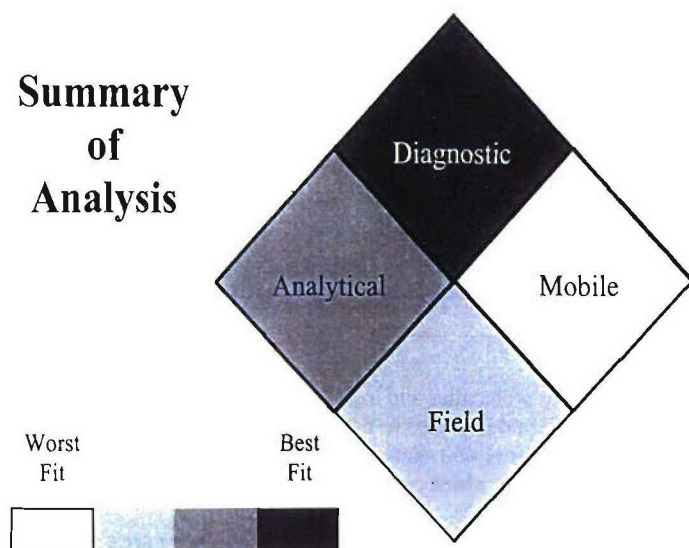 Summary
of
Analysis
Diagnostic
Analytical
Mobile
Field
Worst
Fit
Best
Fit